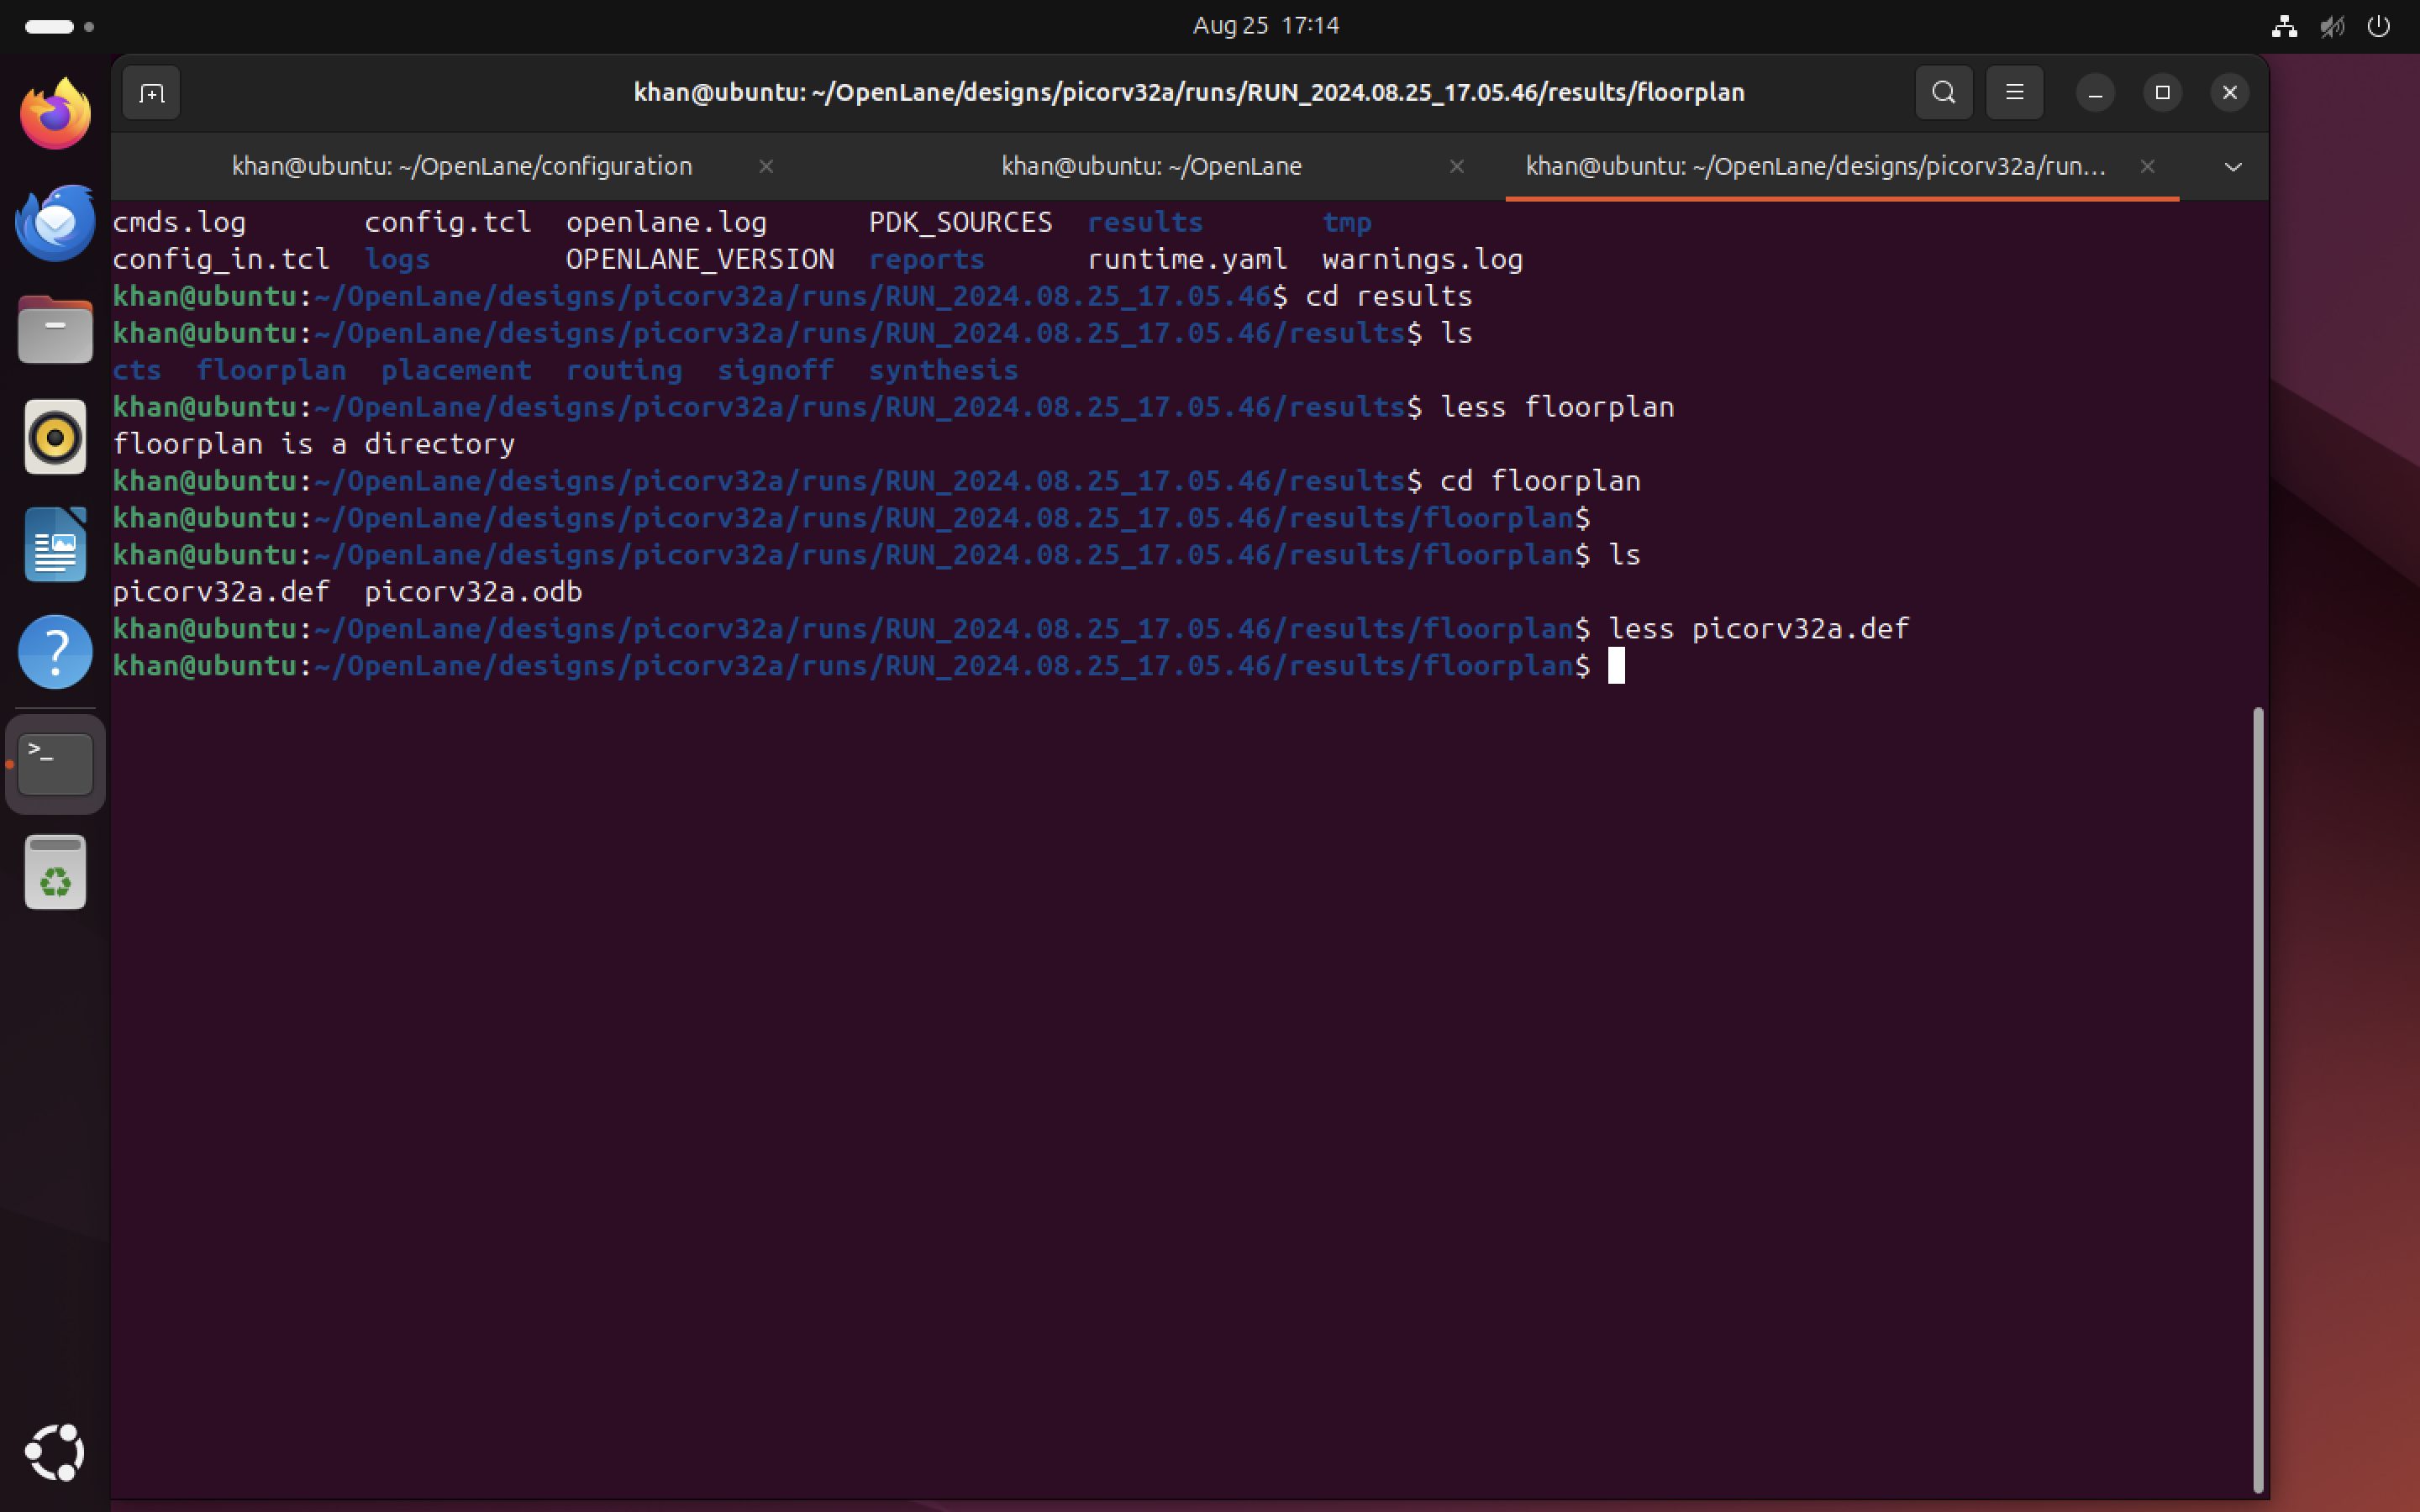 Aug 25 17:14
khan@ubuntu: ~/OpenLane/designs/picorv32a/runs/RUN_2024.08.25_17.05.46/results/floorplan
khan@ubuntu: ~/OpenLane/configuration
khan@ubuntu: ~/OpenLane
khan@ubuntu: ~/OpenLane/designs/picorv32a/run...
cmds.log config.tcl openlane.log PDK_SOURCES results tmp
config_in.tcl logs OPENLANE_VERSION reports runtime.yaml warnings.log
khan@ubuntu:~/OpenLane/designs/picorv32a/runs/RUN_2024.08.25_17.05.46$ cd results
khan@ubuntu:~/OpenLane/designs/picorv32a/runs/RUN_2024.08.25_17.05.46/results$ ls
cts floorplan placement routing signoff synthesis
khan@ubuntu:~/OpenLane/designs/picorv32a/runs/RUN_2024.08.25_17.05.46/results$ less floorplan
floorplan is a directory
khan@ubuntu:~/OpenLane/designs/picorv32a/runs/RUN_2024.08.25_17.05.46/results$ cd floorplan
khan@ubuntu:~/OpenLane/designs/picorv32a/runs/RUN_2024.08.25_17.05.46/results/floorplan$
khan@ubuntu:~/OpenLane/designs/picorv32a/runs/RUN_2024.08.25_17.05.46/results/floorplan$ ls
picorv32a.def picorv32a.odb
khan@ubuntu:~/OpenLane/designs/picorv32a/runs/RUN_2024.08.25_17.05.46/results/floorplan$ less picorv32a.def
khan@ubuntu:~/OpenLane/designs/picorv32a/runs/RUN_2024.08.25_17.05.46/results/floorplan$